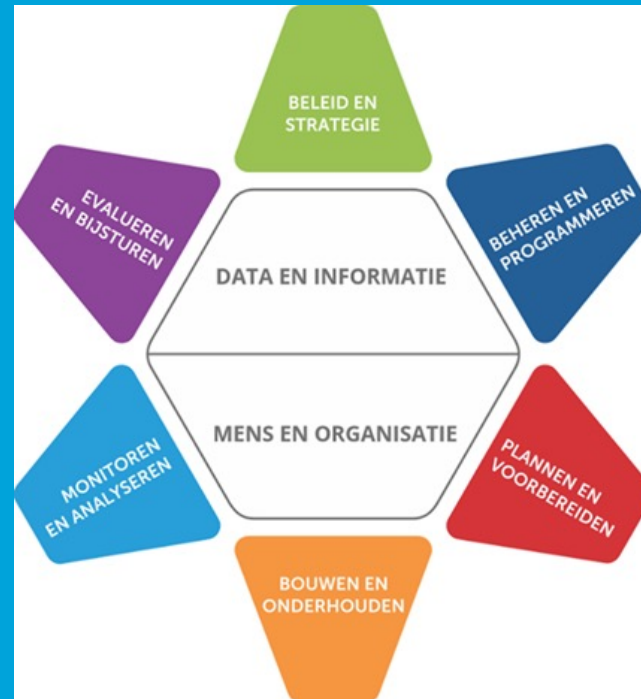 BELEID EN
STRATEGIE
BEHEREN EN
PROGRAMMEREN
PLANNEN EN
VOORBEREIDEN
BOUWEN EN
ONDERHOUDEN
MONITOREN
EN ANALYSEREN
EVALUEREN
EN BIJSTUREN
DATA EN INFORMATIE
MENS EN ORGANISATIE